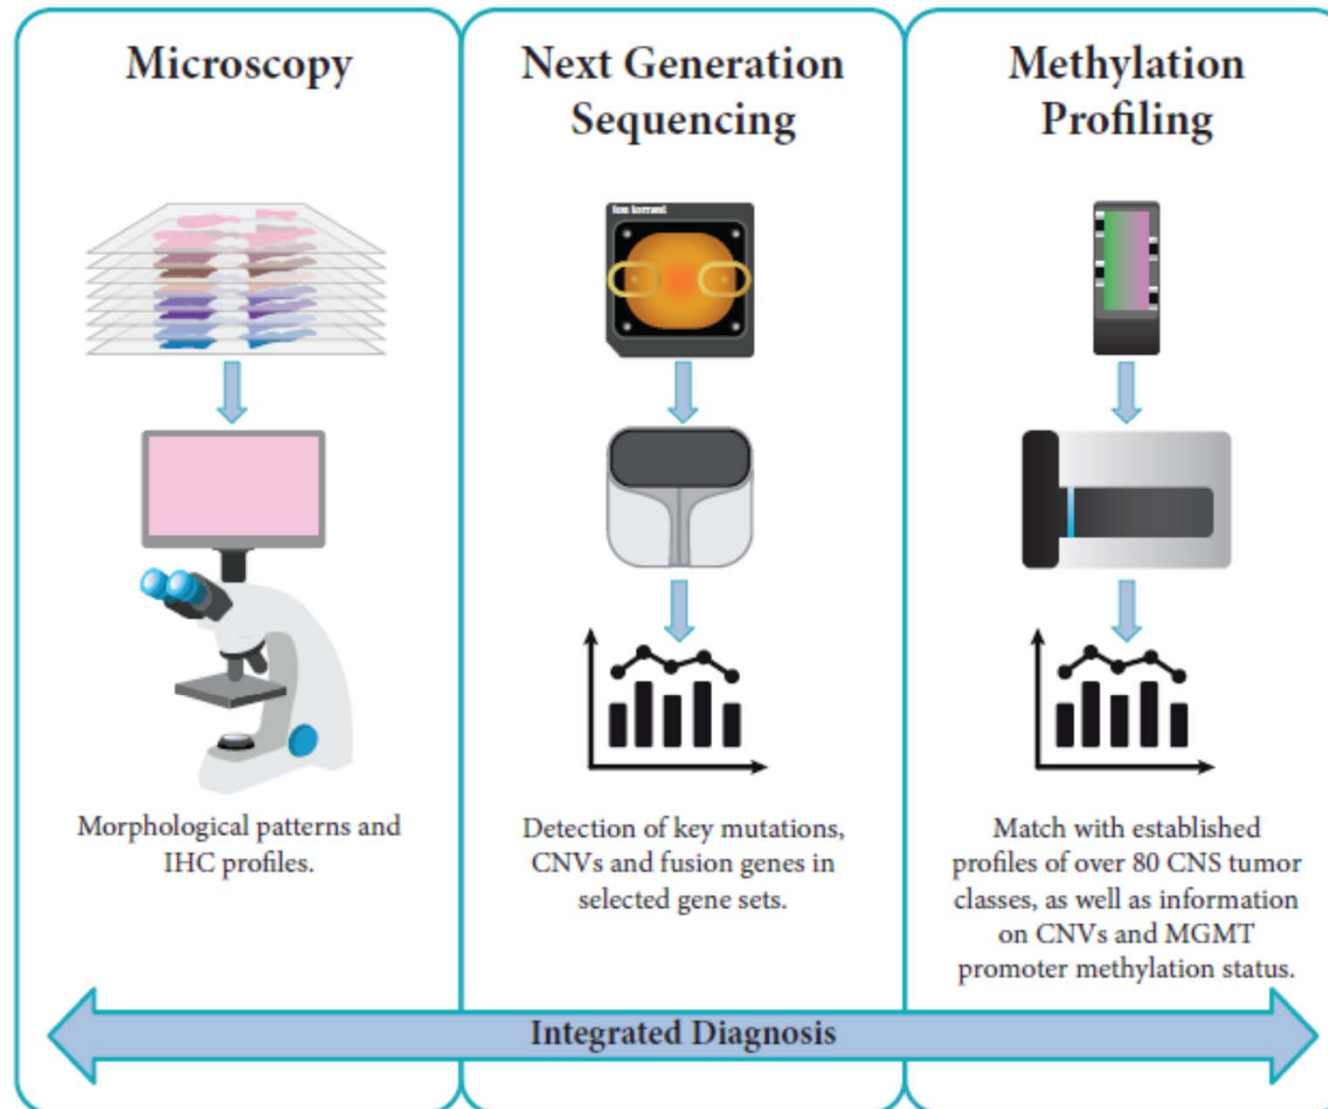 Microscopy
Next Generation
Sequencing
Methylation
Profiling
ion torrent
Morphological patterns and
IHC profiles.
Detection of key mutations,
CNVs and fusion genes in
selected gene sets.
Match with established
profiles of over 80 CNS tumor
classes, as well as information
on CNVs and MGMT
promoter methylation status.
Integrated Diagnosis